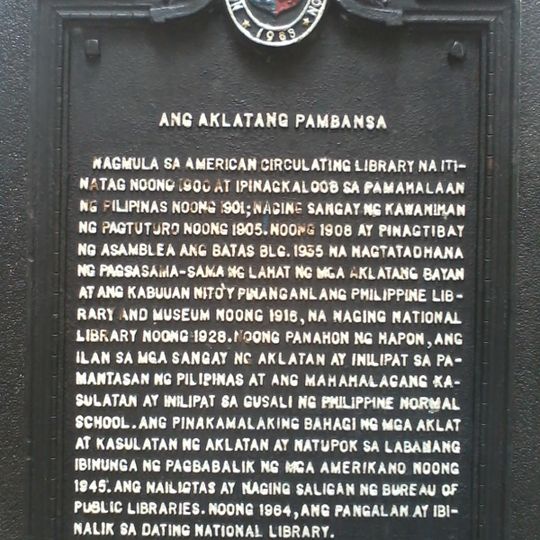 1963
ANG AKLATANG PAMBANSA
NAGMULA SA AMERICAN CIRCULATING LIBRARY NA ITI-
NATAG NOONG 1900 AT IPINAGKALOOB SA PAMAHALAAN
NG PILIPINAS NOONG 1901; NAGING SANGAY NG KAWANIHAN
NG PAGTUTURO NOONG 1905. NOONG 1908 AY PINAGTIBAY
NG ASAMBLEA ANG BATAS BLG. 1935 NA NAGTATADHANA
NG PAGSASAMA-SAMA NG LAHAT NG MGA AKLATANG BAYAN
AT ANG KABUUAN NITO'Y PINANGANLANG PHILIPPINE LIB-
RARY AND MUSEUM NOONG 1916, NA NAGING NATIONAL
LIBRARY NOONG 1928. NOONG PANAHON NG HAPON, ANG
ILAN SA MGA SANGAY NG AKLATAN AY INILIPAT SA PA-
MANTASAN NG PILIPINAS AT ANG MAHAHALAGANG KA-
SULATAN AY INILIPAT SA GUSALI NG PHILIPPINE NORMAL
SCHOOL. ANG PINAKAMALAKING BAHAGI NG MGA AKLAT
AT KASULATAN NG AKLATAN AY NATUPOK SA LABANANG
IBINUNGA NG PAGBABALIK NG MGA AMERIKANO NOONG
1945. ANG NAILIGTAS AY NAGING SALIGAN NG BUREAU OF
PUBLIC LIBRARIES. NOONG 1964, ANG PANGALAN AY IBI-
NALIK SA DATING NATIONAL LIBRARY.